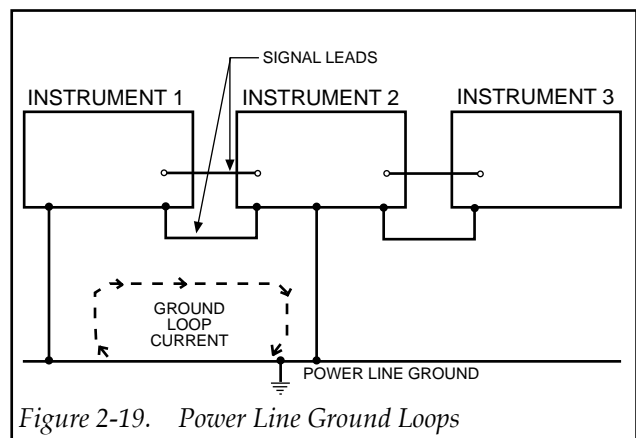 SIGNAL LEADS
INSTRUMENT 1
INSTRUMENT 2
INSTRUMENT 3
GROUND
LOOP
CURRENT
POWER LINE GROUND
Figure 2-19. Power Line Ground Loops